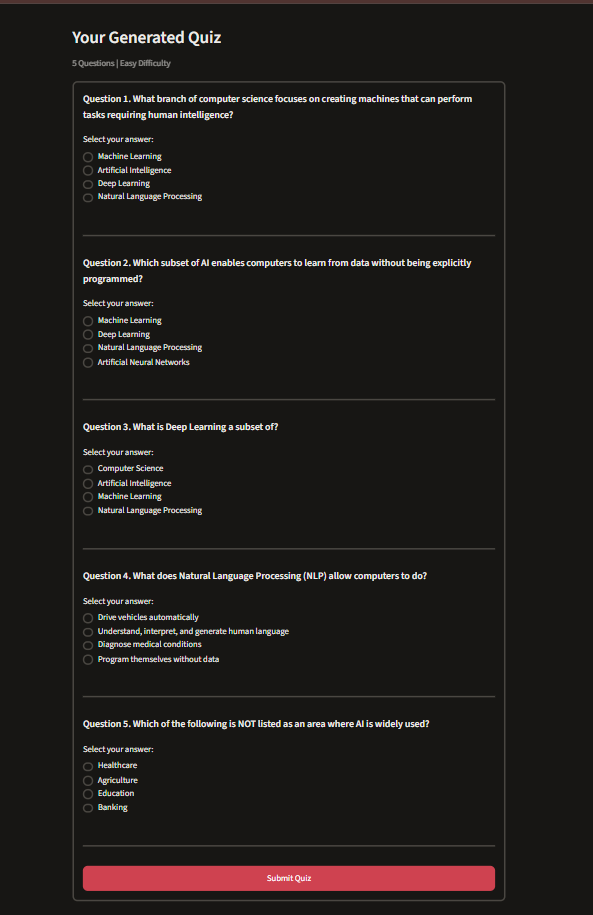 Your Generated Quiz
5 Questions | Easy Difficulty
Question 1. What branch of computer science focuses on creating machines that can perform
tasks requiring human intelligence?
Select your answer:
Machine Learning
Artificial Intelligence
Deep Learning
Natural Language Processing
Question 2. Which subset of AI enables computers to learn from data without being explicitly
programmed?
Select your answer:
Machine Learning
Deep Learning
Natural Language Processing
Artificial Neural Networks
Question 3. What is Deep Learning a subset of?
Select your answer:
Computer Science
Artificial Intelligence
Machine Learning
Natural Language Processing
Question 4. What does Natural Language Processing (NLP) allow computers to do?
Select your answer:
Drive vehicles automatically
Understand, interpret, and generate human language
Diagnose medical conditions
Program themselves without data
Question 5. Which of the following is NOT listed as an area where AI is widely used?
Select your answer:
Healthcare
Agriculture
Education
Banking
Submit Quiz